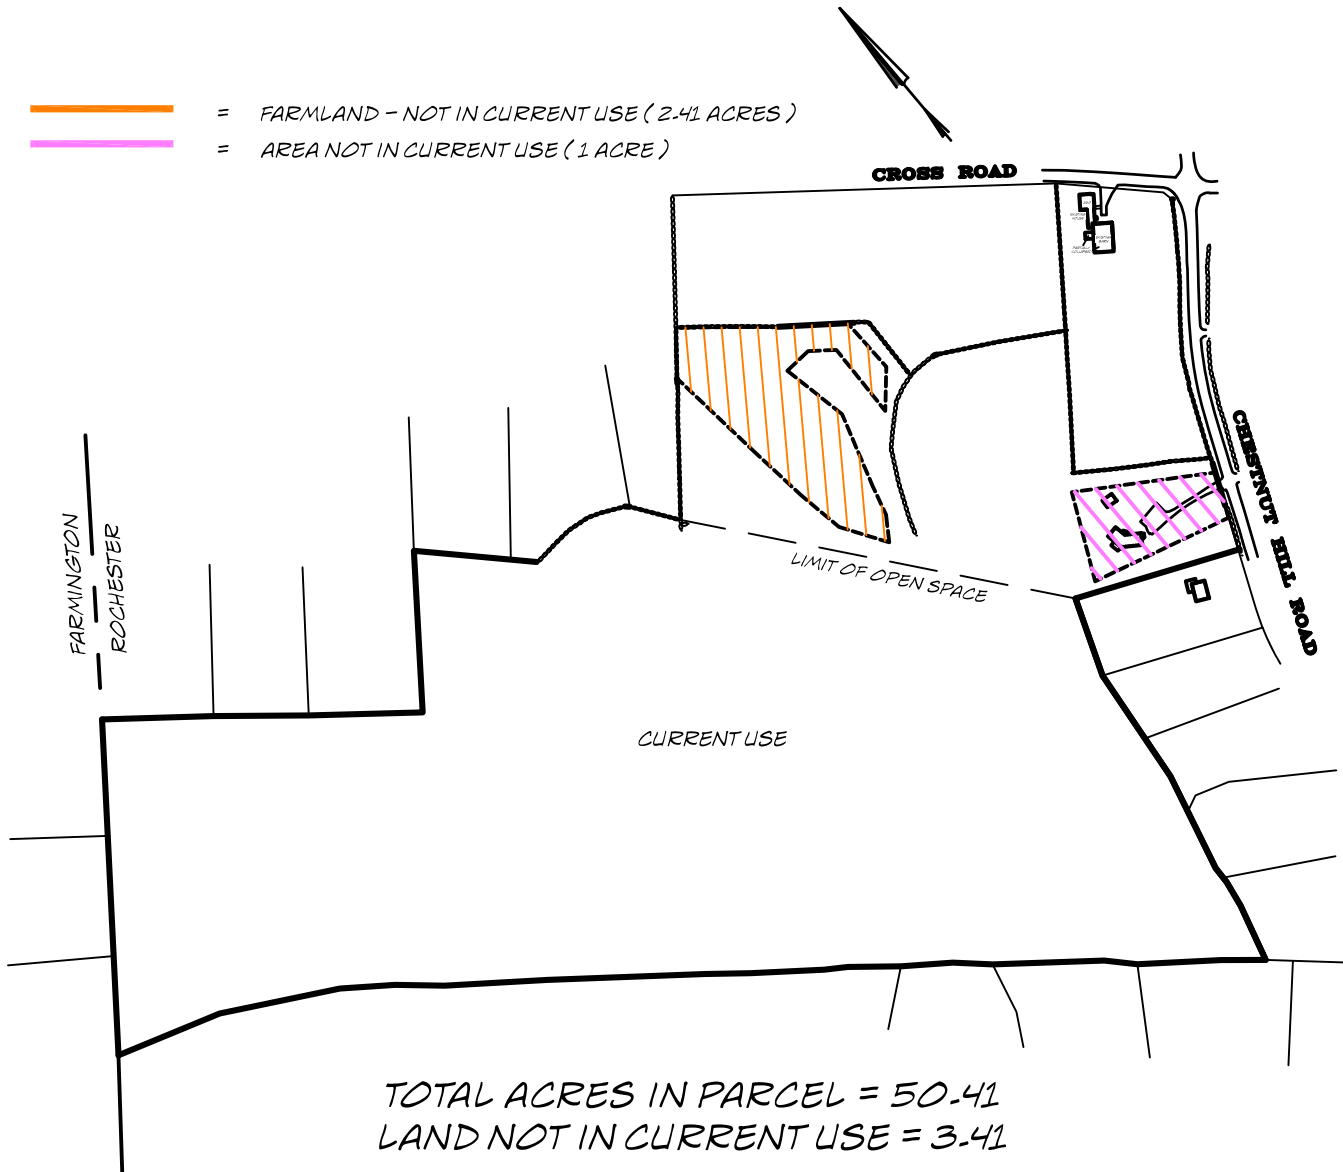 = FARMLAND - NOT IN CURRENT USE ( 2.41 ACRES )
= AREA NOT IN CURRENT USE ( 1 ACRE )
CROSS ROAD
CHESTNUT HILL ROAD
FARMINGTON
ROCHESTER
LIMIT OF OPEN SPACE
CURRENT USE
TOTAL ACRES IN PARCEL = 50.41
LAND NOT IN CURRENT USE = 3.41